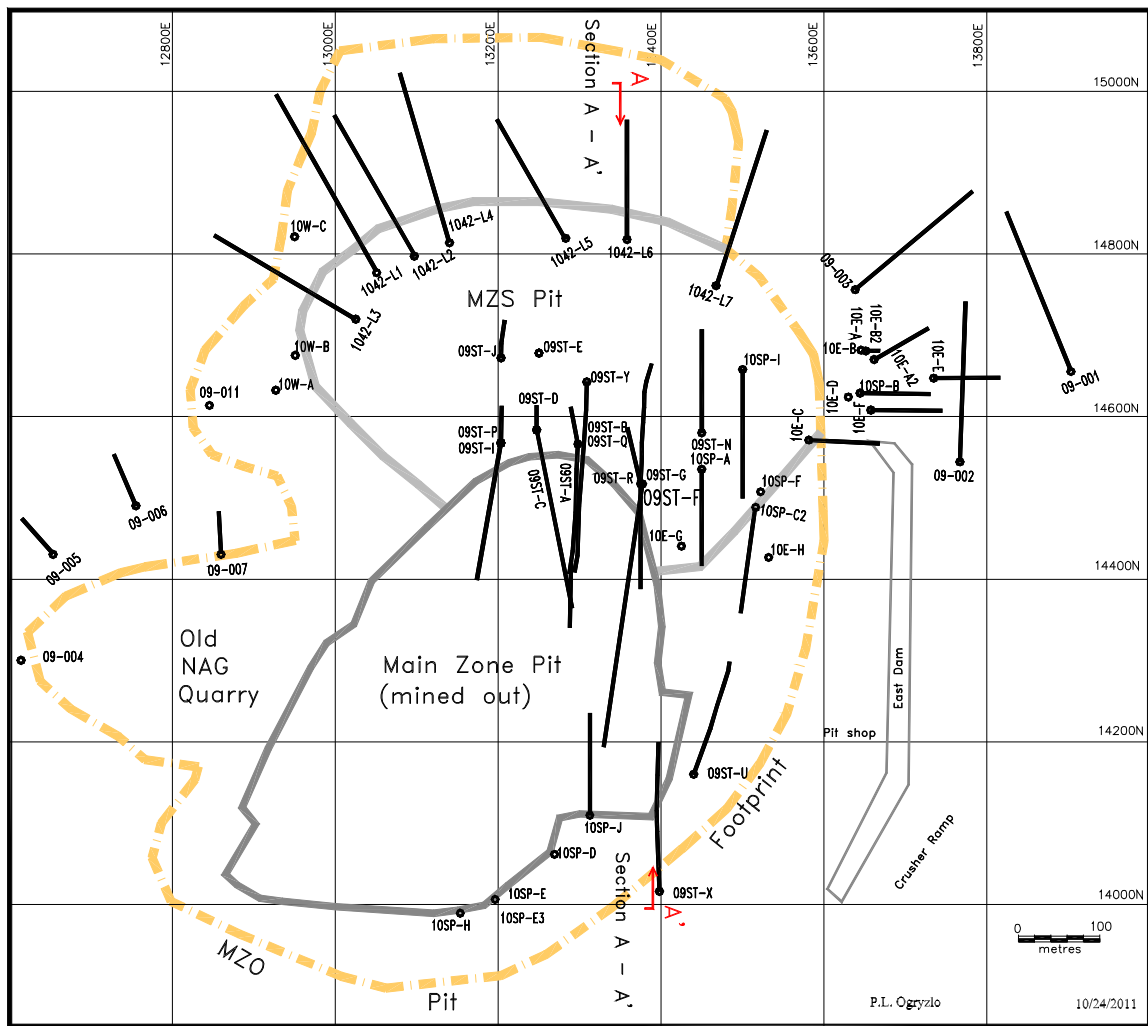 12800E
13000E
13200E
13400E
13600E
13800E
Section A - A'
A
15000N
10W-C
1042-L4
1042-L1
1042-L2
1042-L5
1042-L6
14800N
09-003
1042-L7
MZS Pit
1042-L3
10E-A
10E-B2
10W-B
09ST-J
09ST-E
10E-B
10E-A2
10E-E
10SP-I
09-001
10W-A
09ST-Y
09-011
09ST-D
10E-D
10SP-B
10E-F
14600N
09ST-P
09ST-B
10E-C
09ST-I
09ST-Q
09ST-N
10SP-A
09-002
09ST-C
09ST-A
09ST-R
09ST-G
10SP-F
09ST-F
09-006
10SP-C2
10E-G
10E-H
09-005
09-007
14400N
Old
NAG
Quarry
09-004
Main Zone Pit
(mined out)
East Dam
Pit shop
14200N
09ST-U
Footprint
10SP-J
10SP-D
Crusher Ramp
Section A - A'
10SP-E
09ST-X
14000N
10SP-H
10SP-E3
A'
0
100
metres
MZO
Pit
P.L. Ogryzlo
10/24/2011